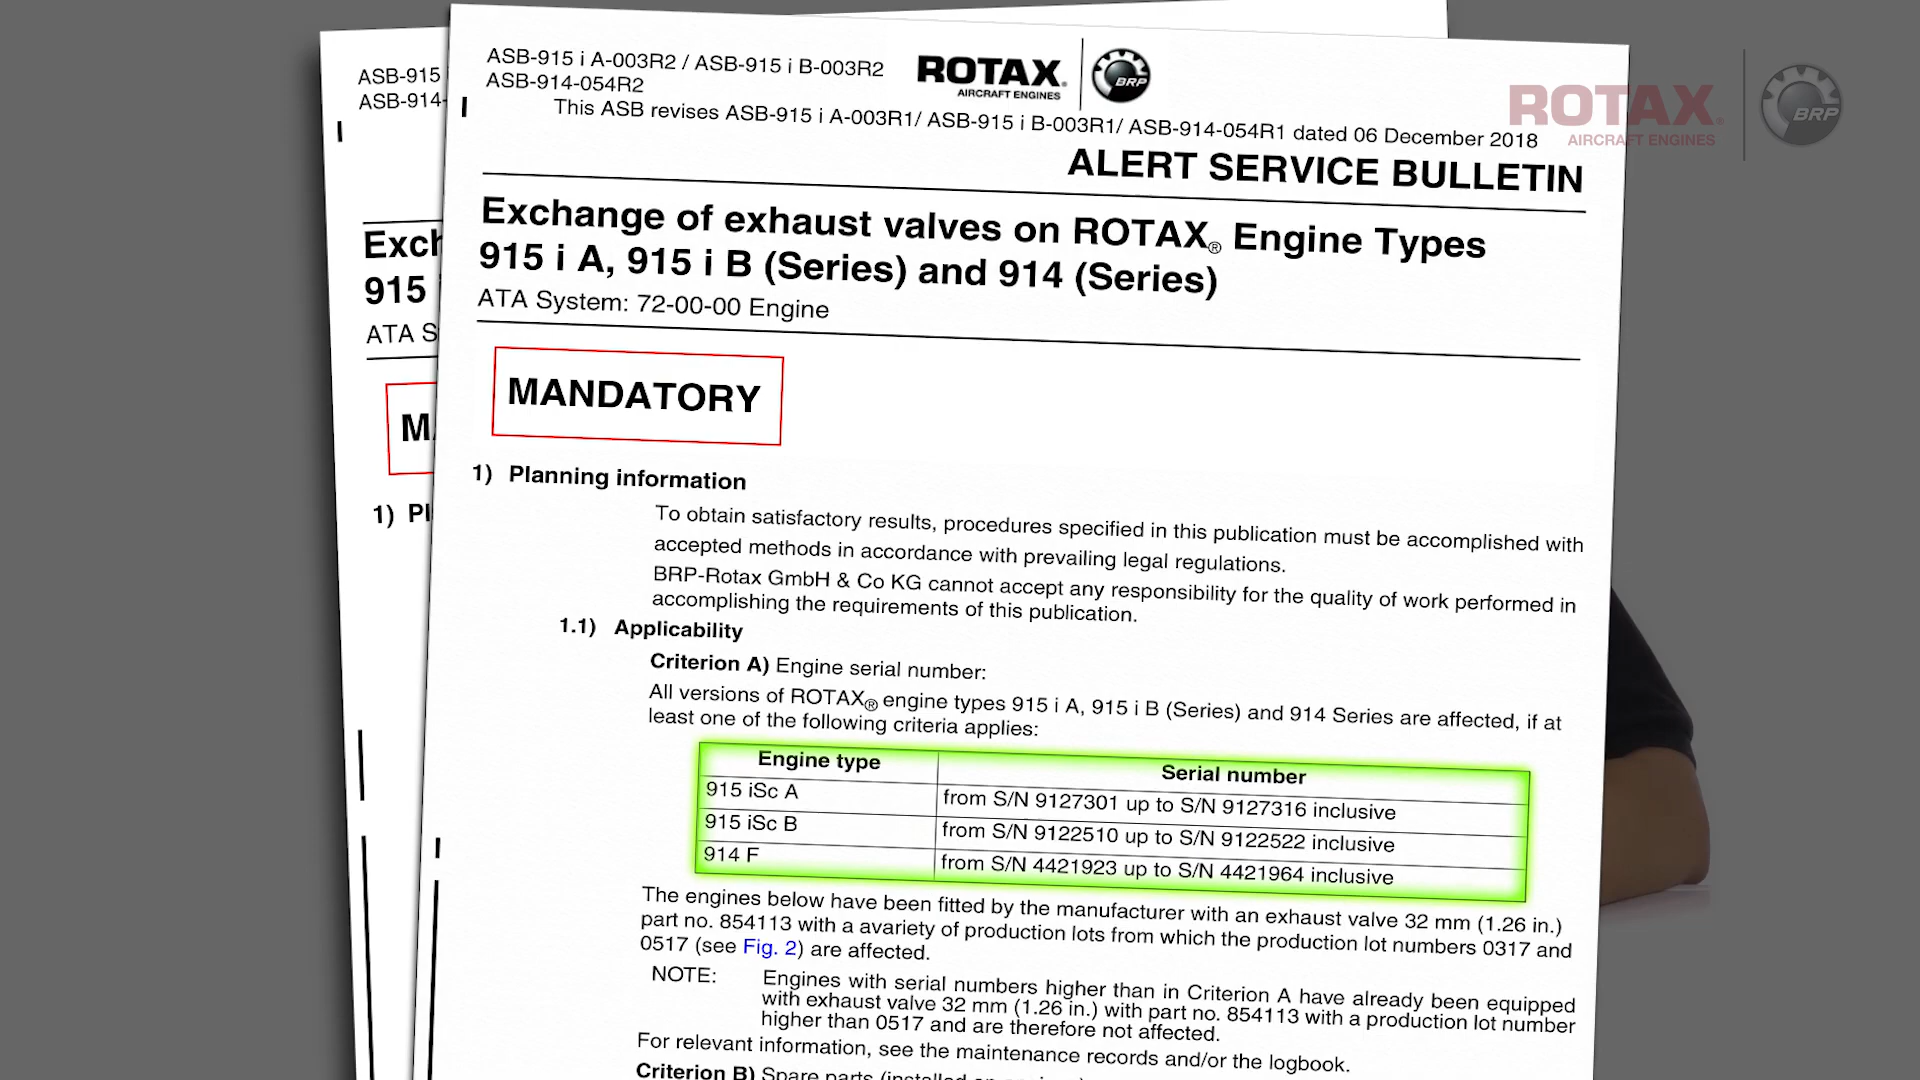 ASB-915 i A-003R2 / ASB-915 i B-003R2
ASB-914-054R2
This ASB revises ASB-915 i A-003R1/ ASB-915 i B-003R1/ ASB-914-054R1 dated 06 December 2018
ROTAX®
AIRCRAFT ENGINES
BRP
ALERT SERVICE BULLETIN
Exchange of exhaust valves on ROTAX® Engine Types
915 i A, 915 i B (Series) and 914 (Series)
ATA System: 72-00-00 Engine
MANDATORY
1) Planning information
To obtain satisfactory results, procedures specified in this publication must be accomplished with
accepted methods in accordance with prevailing legal regulations.
BRP-Rotax GmbH & Co KG cannot accept any responsibility for the quality of work performed in
accomplishing the requirements of this publication.
1.1) Applicability
Criterion A) Engine serial number:
All versions of ROTAX® engine types 915 i A, 915 i B (Series) and 914 Series are affected, if at
least one of the following criteria applies:
Engine type Serial number
915 iSc A from S/N 9127301 up to S/N 9127316 inclusive
915 iSc B from S/N 9122510 up to S/N 9122522 inclusive
914 F from S/N 4421923 up to S/N 4421964 inclusive
The engines below have been fitted by the manufacturer with an exhaust valve 32 mm (1.26 in.)
part no. 854113 with a avariety of production lots from which the production lot numbers 0317 and
0517 (see Fig. 2) are affected.
NOTE: Engines with serial numbers higher than in Criterion A have already been equipped
with exhaust valve 32 mm (1.26 in.) with part no. 854113 with a production lot number
higher than 0517 and are therefore not affected.
For relevant information, see the maintenance records and/or the logbook.
Criterion B) Spare parts (installed
ASB-915
ASB-914-
Exch
915
ATA S
MA
1) Pl
ROTAX®
AIRCRAFT ENGINES
BRP